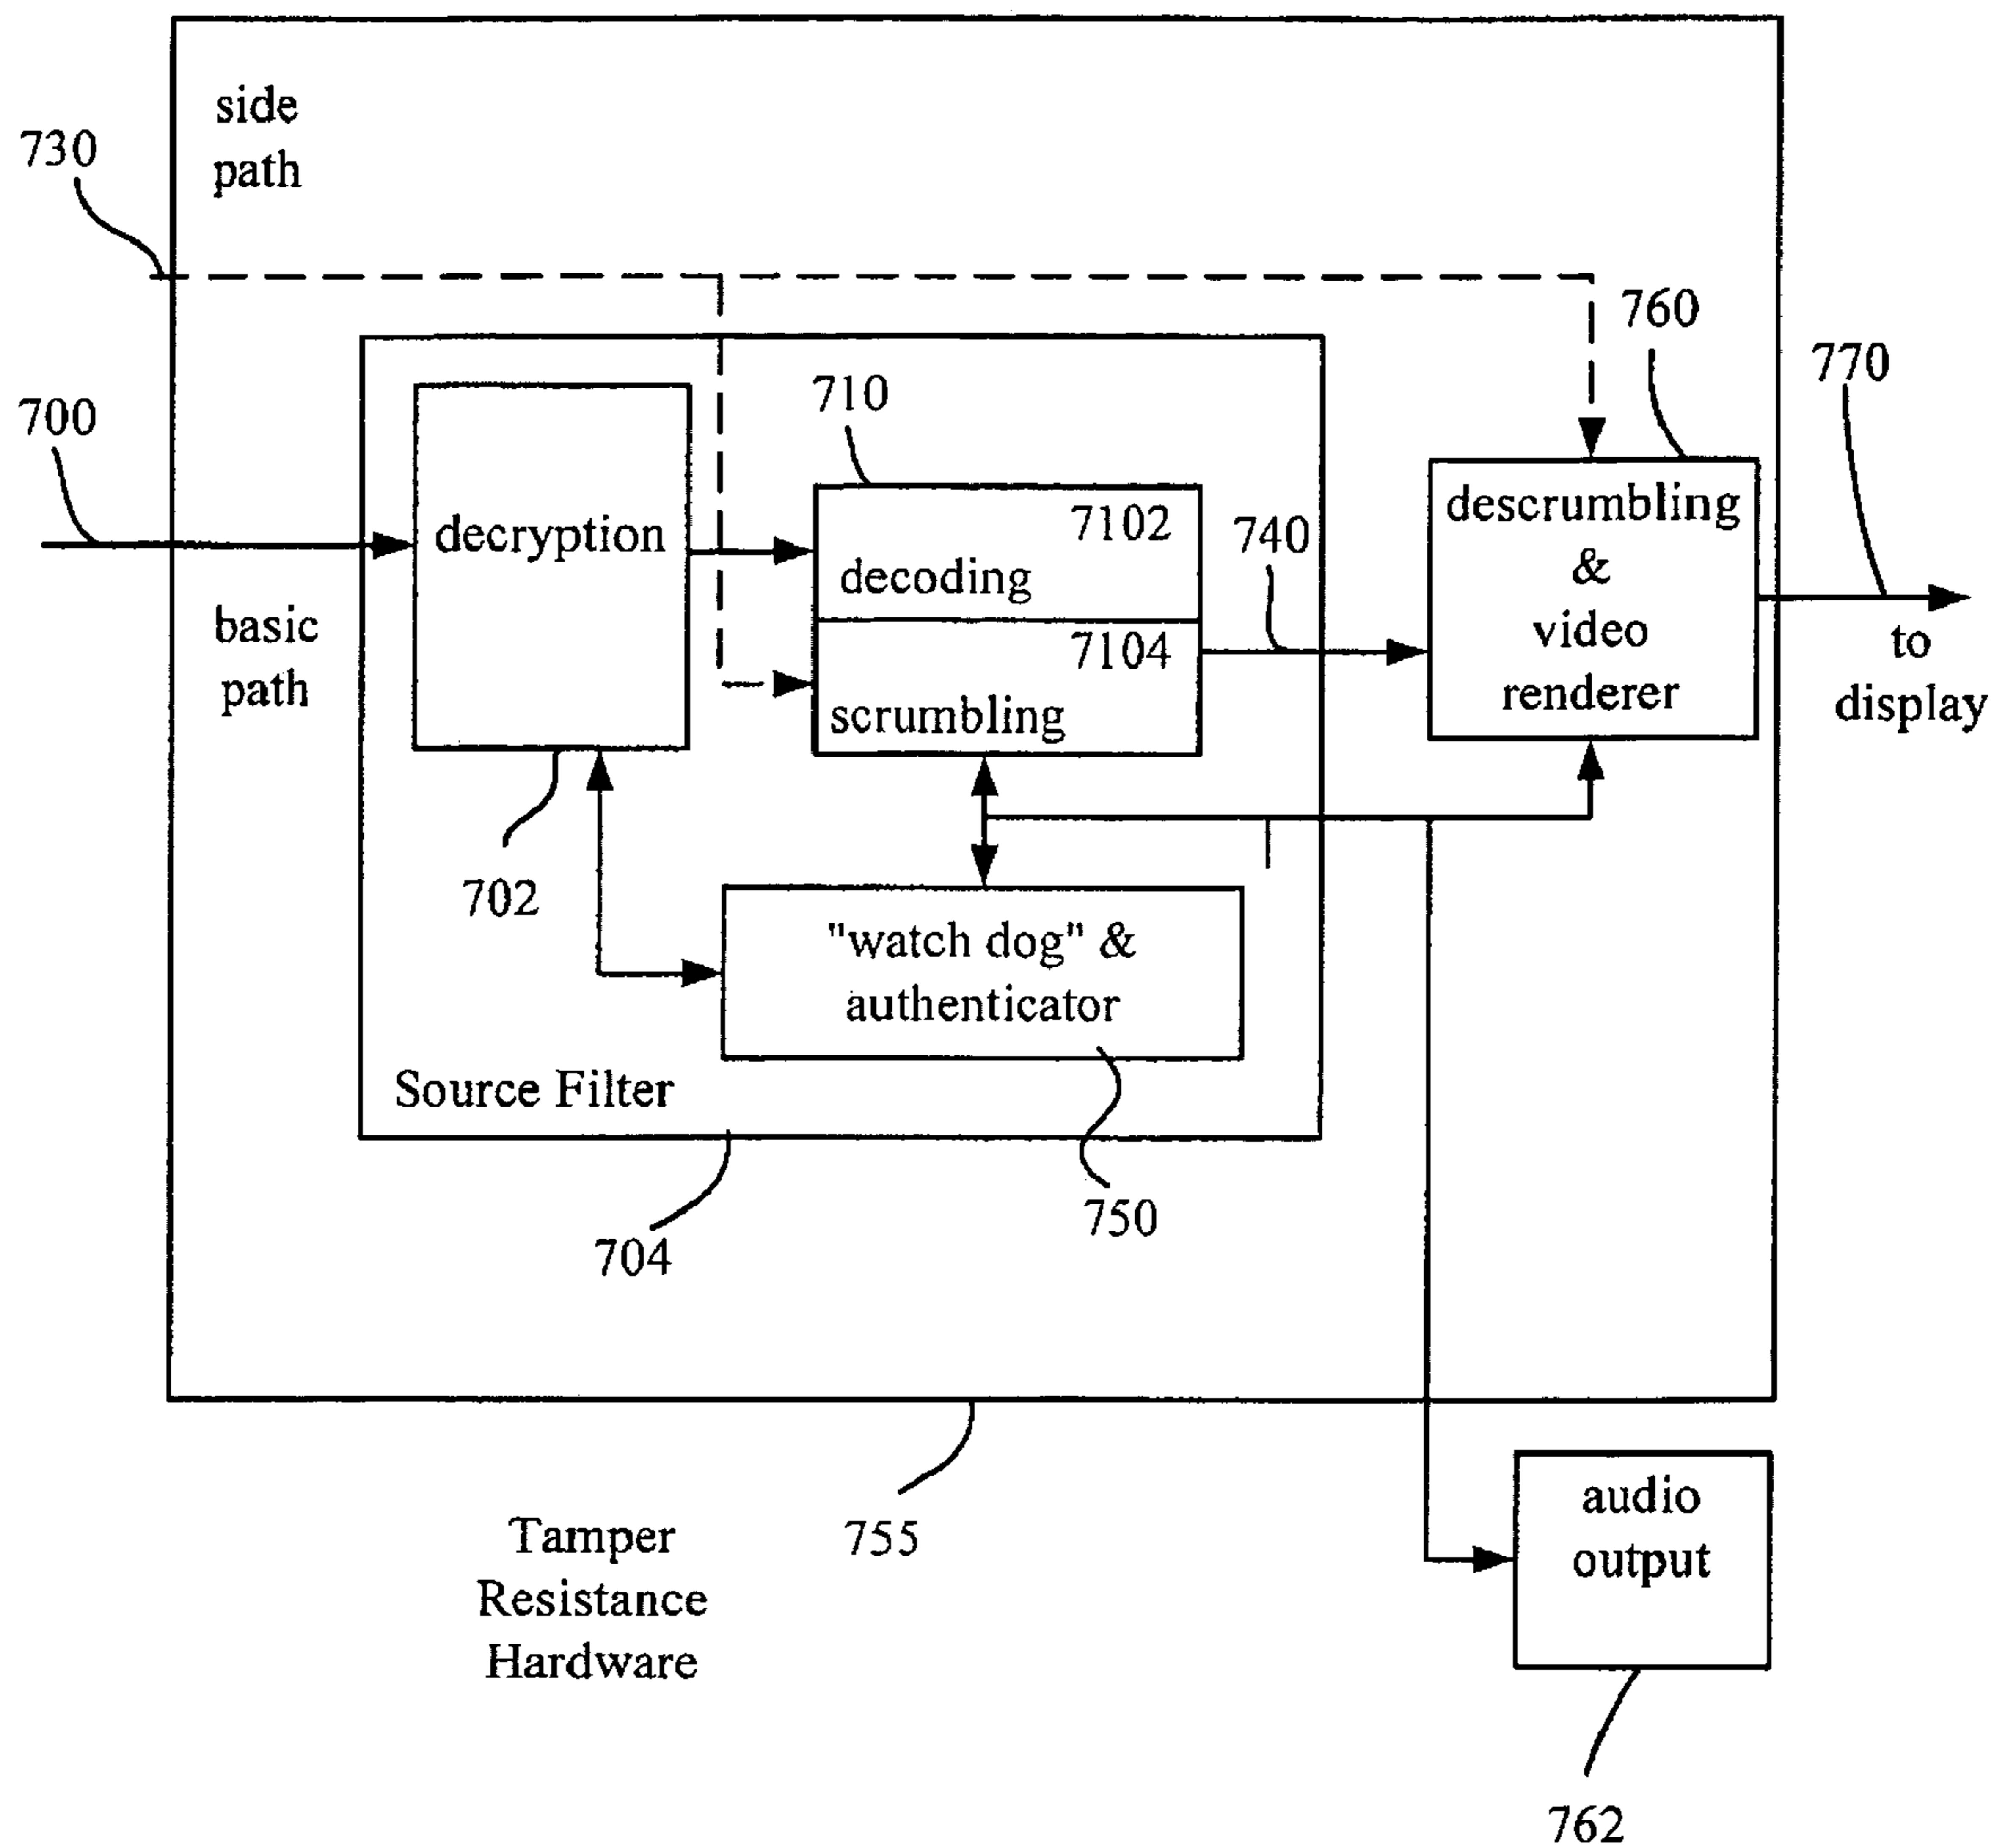 side
path
730
760
770
700
710
decryption
7102
decoding
740
descrumbling
&
video
renderer
basic
path
7104
scrumbling
to
display
702
"watch dog" &
authenticator
Source Filter
750
704
755
Tamper
Resistance
Hardware
audio
output
762